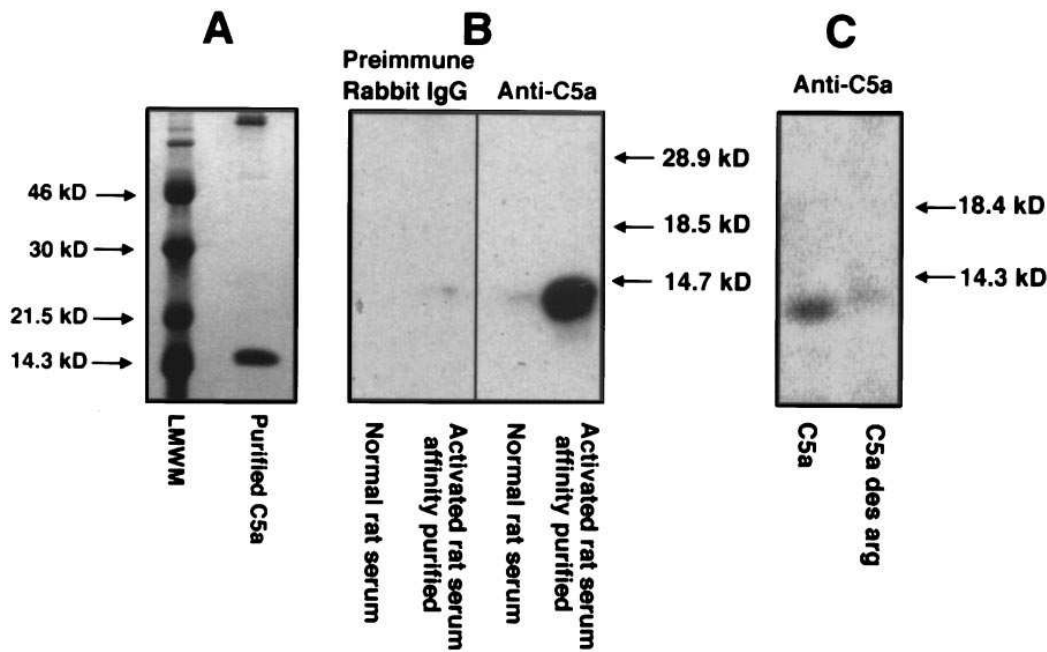 A
B
C
Preimmune
Rabbit IgG
Anti-C5a
Anti-C5a
46 kD
30 kD
21.5 kD
14.3 kD
28.9 kD
18.5 kD
14.7 kD
18.4 kD
14.3 kD
LMWM
Purified C5a
Normal rat serum
Activated rat serum
affinity purified
Normal rat serum
Activated rat serum
affinity purified
C5a
C5a des arg